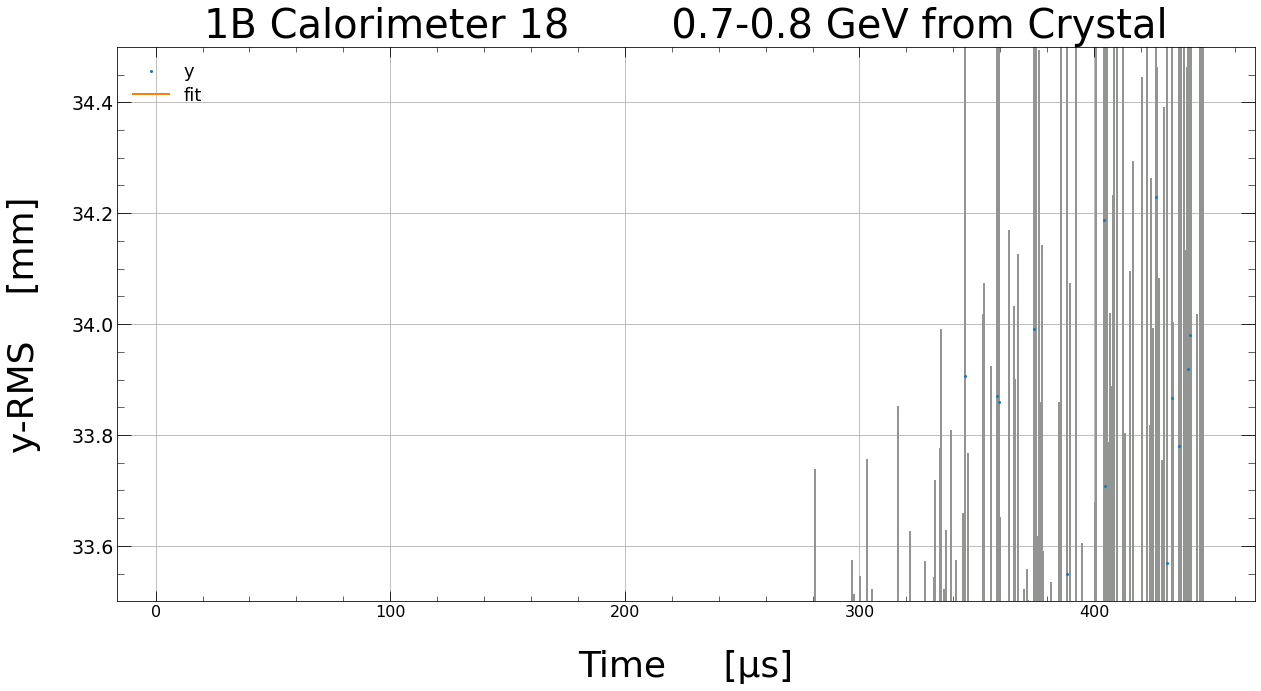 1B Calorimeter 18 0.7-0.8 GeV from Crystal
y
fit
34.4
34.2
34.0
33.8
33.6
y-RMS [mm]
0 100 200 300 400
Time [µs]